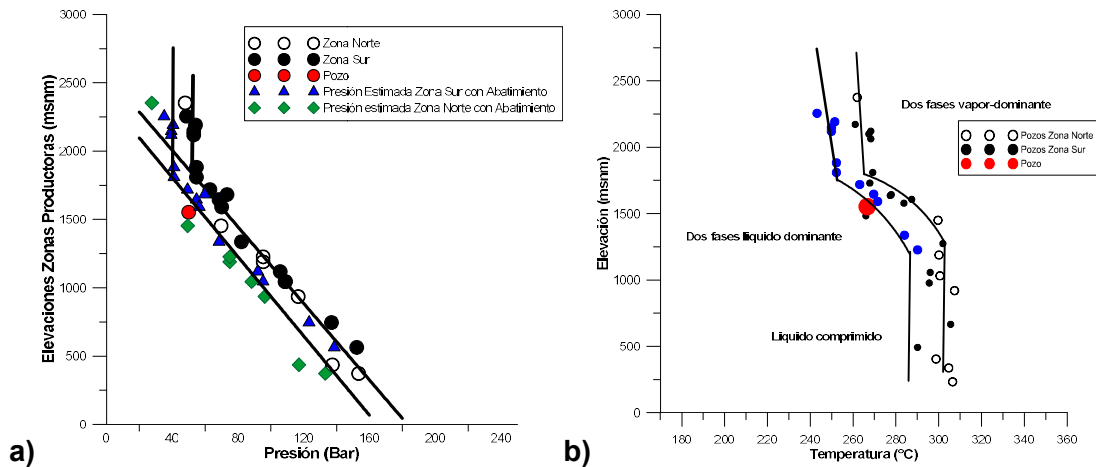 3000
2500
2000
1500
1000
500
0
Elevaciones Zonas Productoras (msnm)
Zona Norte
Zona Sur
Pozo
Presión Estimada Zona Sur con Abatimiento
Presión estimada Zona Norte con Abatimiento
40 80 120 160 200 240
Presión (Bar)
a)
3000
2500
2000
1500
1000
500
0
Elevación (msnm)
Dos fases vapor-dominante
Pozos Zona Norte
Pozos Zona Sur
Pozo
Dos fases lìquido dominante
Lìquido comprimido
180 200 220 240 260 280 300 320 340 360
Temperatura (°C)
b)